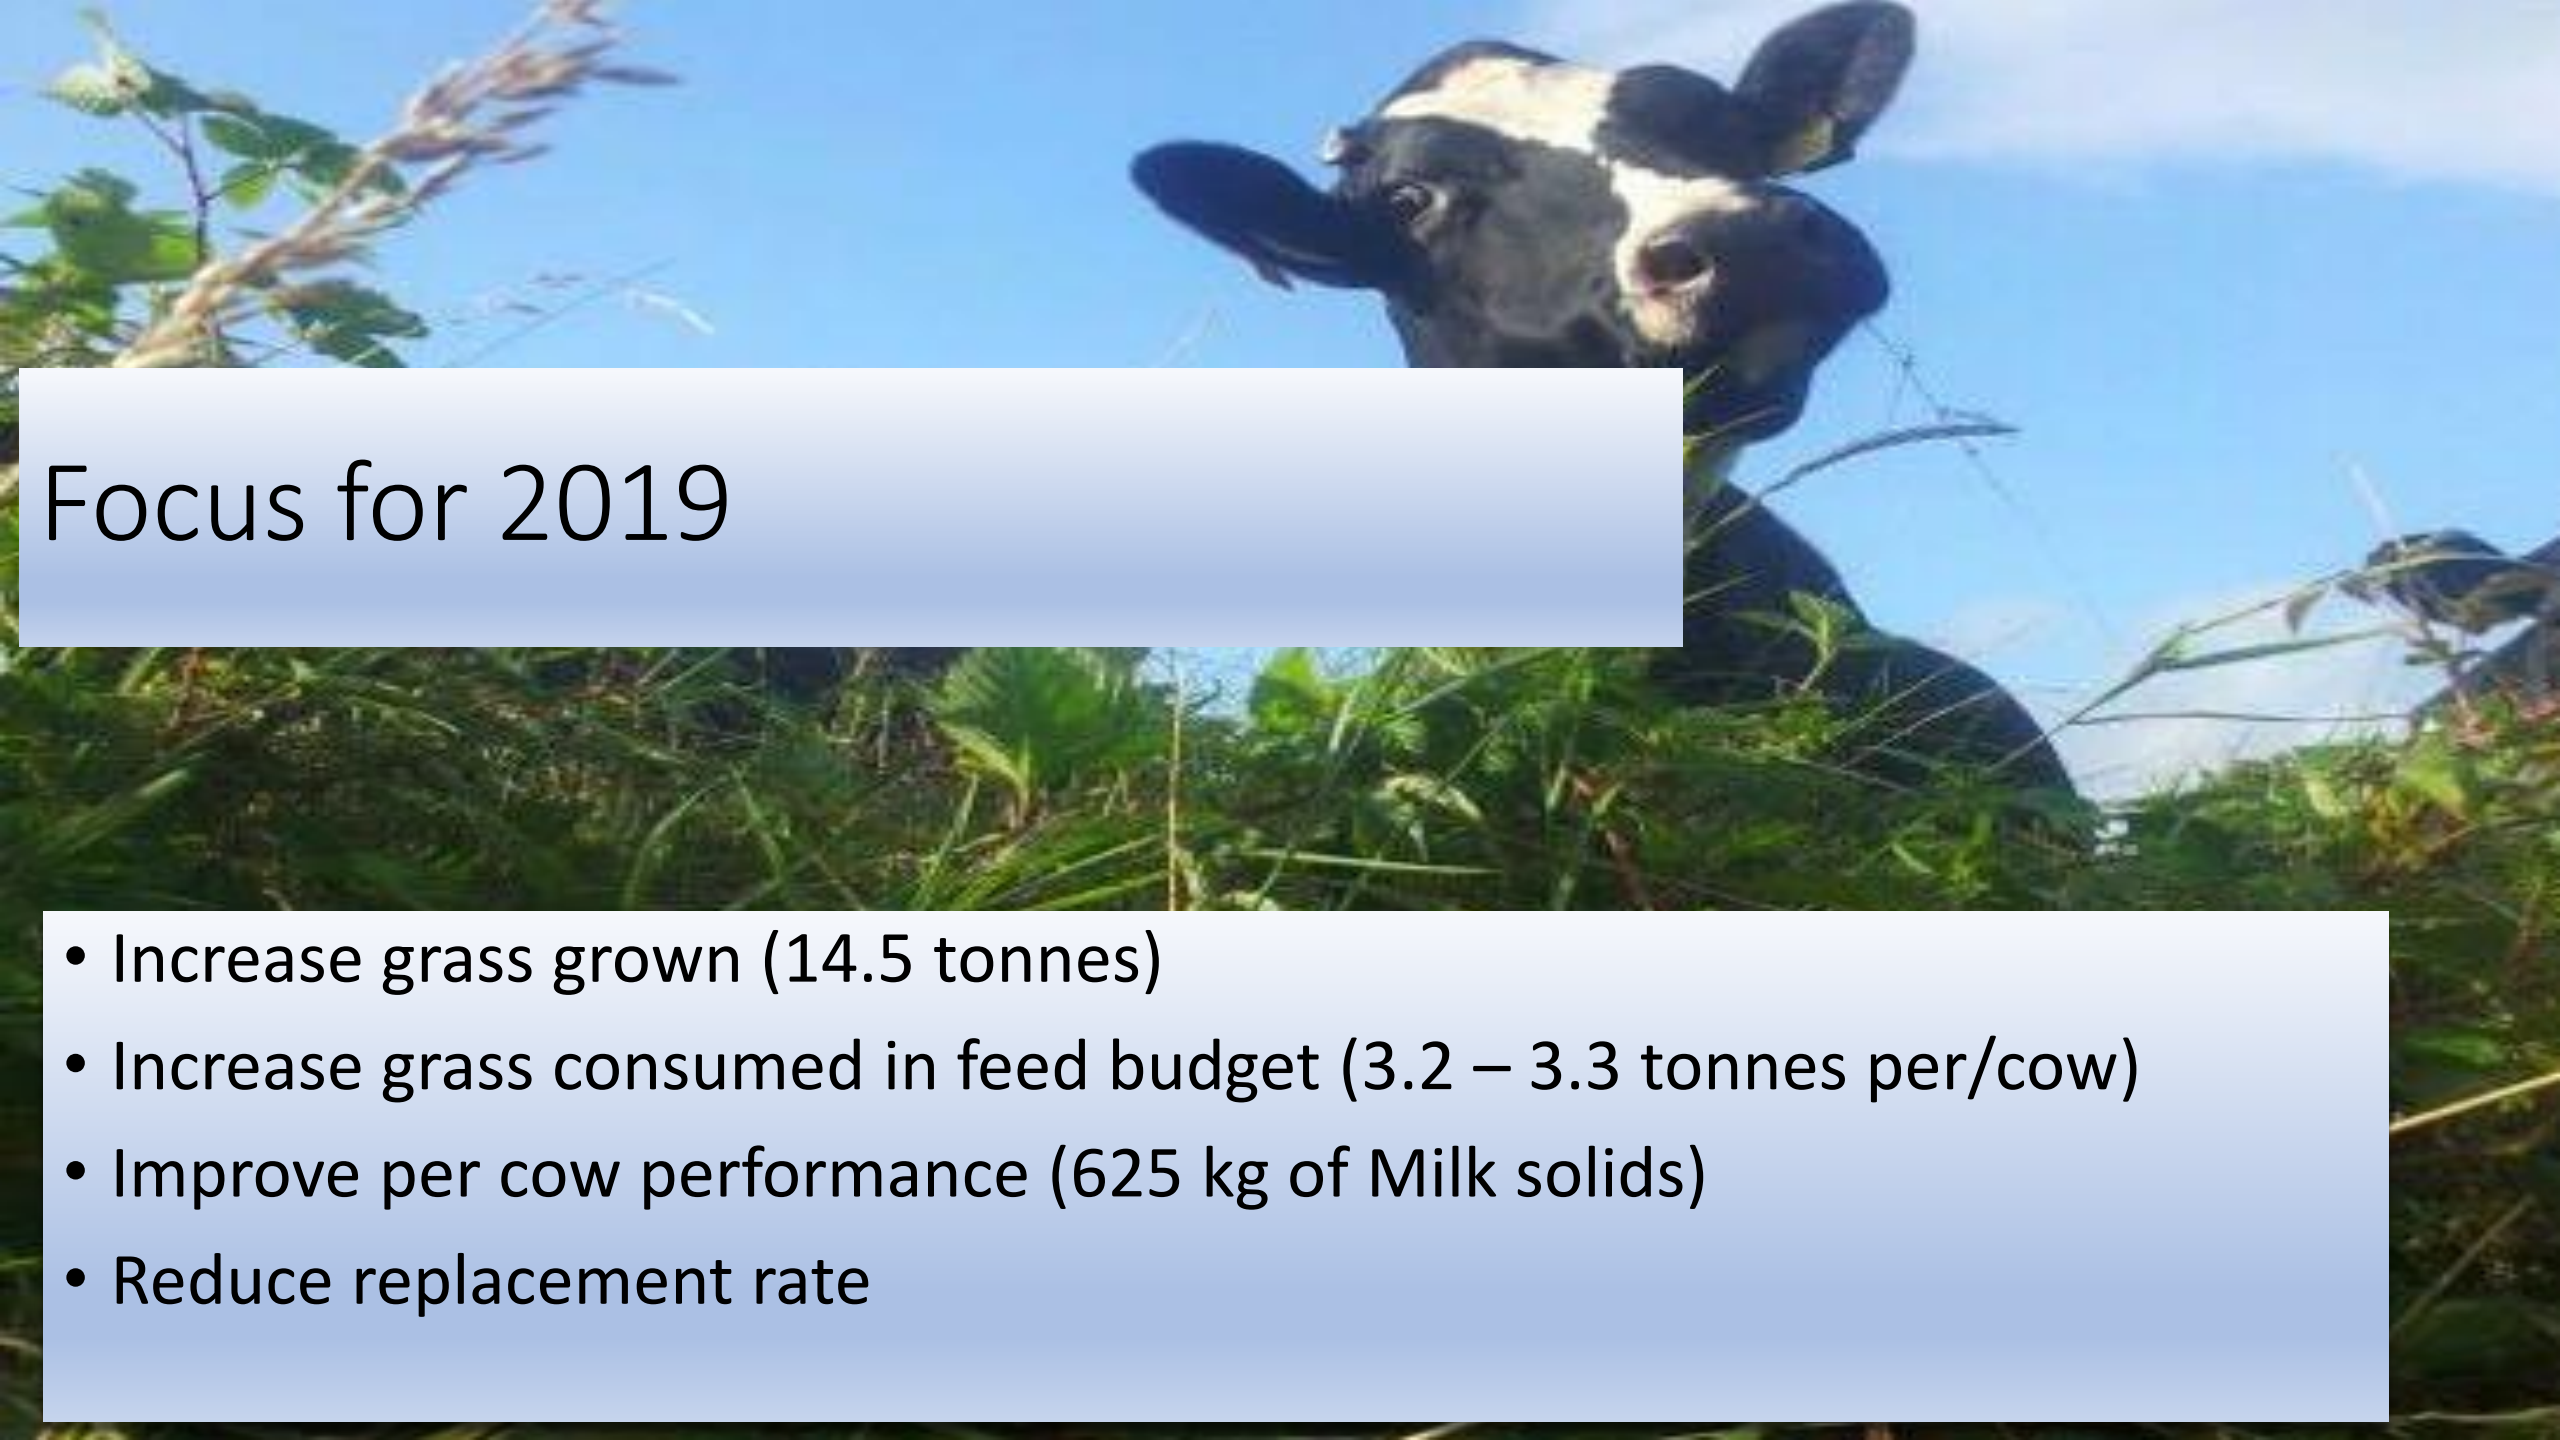 Focus for 2019
• Increase grass grown (14.5 tonnes)
• Increase grass consumed in feed budget (3.2 – 3.3 tonnes per/cow)
• Improve per cow performance (625 kg of Milk solids)
• Reduce replacement rate